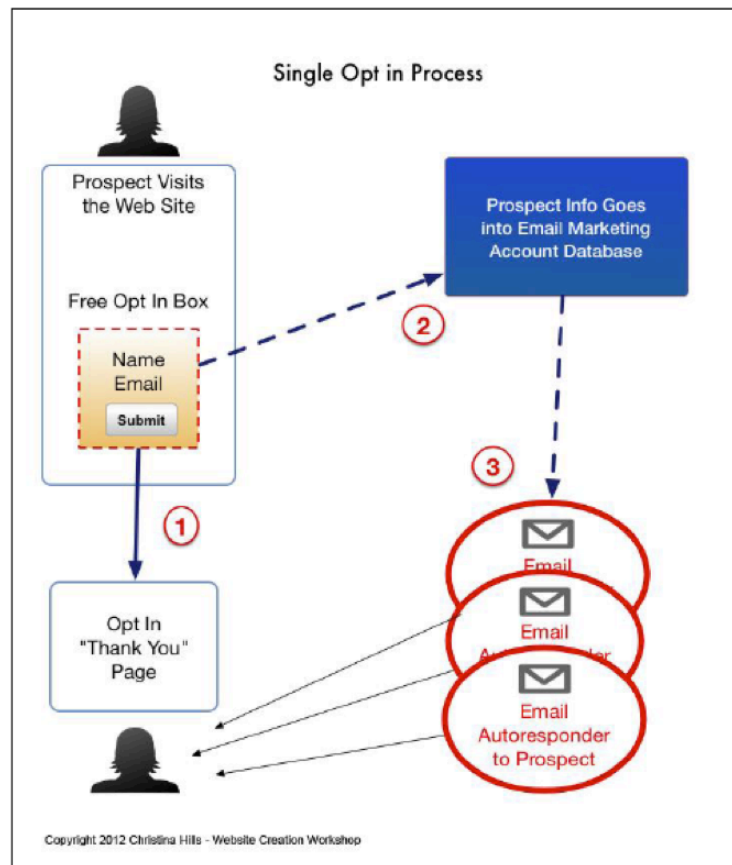 Single Opt in Process
Prospect Visits
the Web Site
Free Opt In Box
Name
Email
Submit
1
Opt In
"Thank You"
Page
Prospect Info Goes
into Email Marketing
Account Database
2
3
Email
Email
Email
Autoresponder
to Prospect
Copyright 2012 Christina Hills - Website Creation Workshop